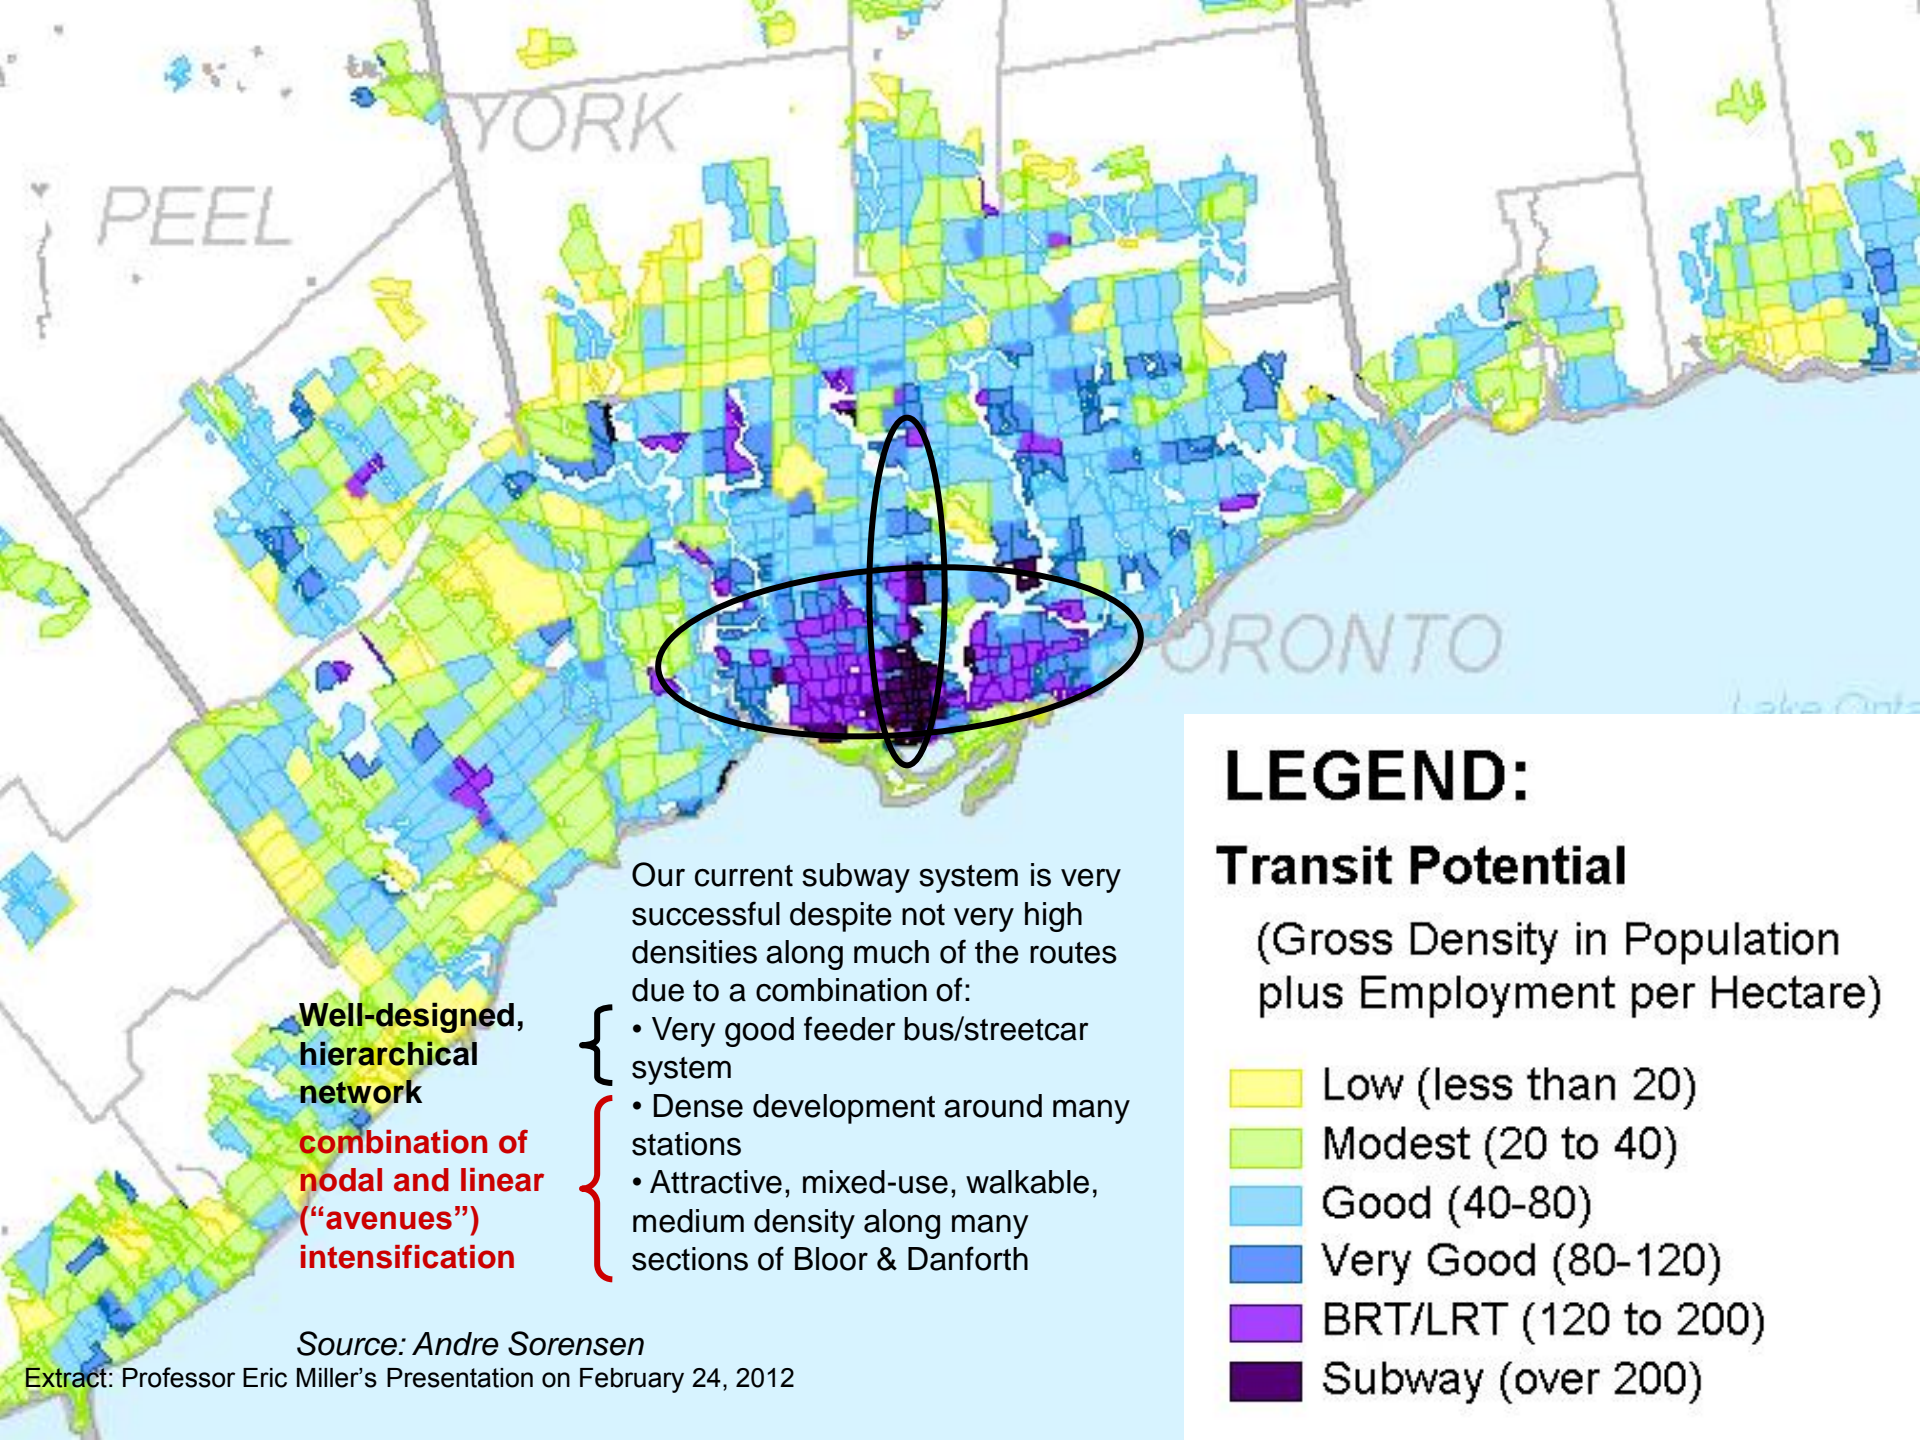 YORK
PEEL
TORONTO
Lake Onta
Our current subway system is very
successful despite not very high
densities along much of the routes
due to a combination of:
• Very good feeder bus/streetcar
system
• Dense development around many
stations
• Attractive, mixed-use, walkable,
medium density along many
sections of Bloor & Danforth
Well-designed,
hierarchical
network
combination of
nodal and linear
(“avenues”)
intensification
Source: Andre Sorensen
Extract: Professor Eric Miller’s Presentation on February 24, 2012
LEGEND:
Transit Potential
(Gross Density in Population
plus Employment per Hectare)
Low (less than 20)
Modest (20 to 40)
Good (40-80)
Very Good (80-120)
BRT/LRT (120 to 200)
Subway (over 200)